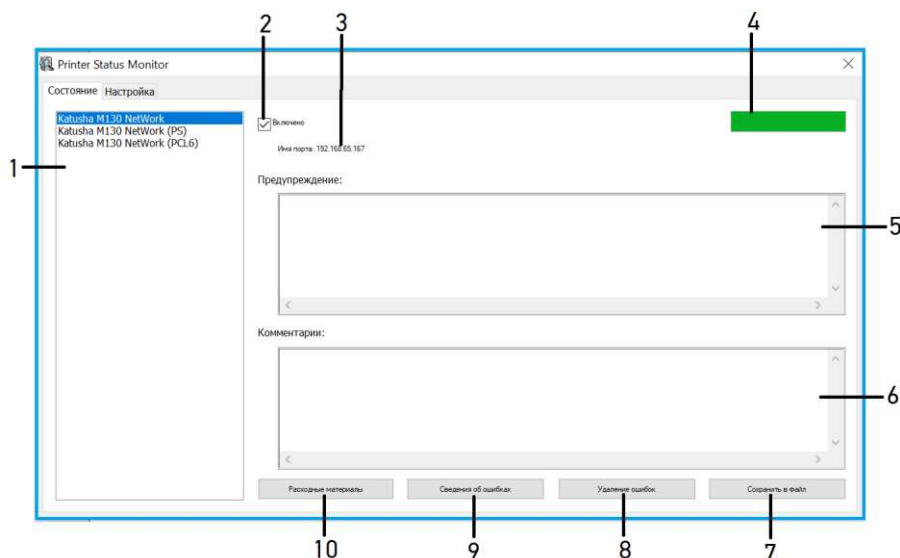 2
3
4
Printer Status Monitor
Состояние
Настройка
Katusha M130 NetWork
Katusha M130 NetWork (PS)
Katusha M130 NetWork (PCL6)
Включено
Имя порта: 192.168.65.167
1
Предупреждение:
5
Комментарии:
6
Расходные материалы
Сведения об ошибках
Удаление ошибок
Сохранить в файл
10
9
8
7